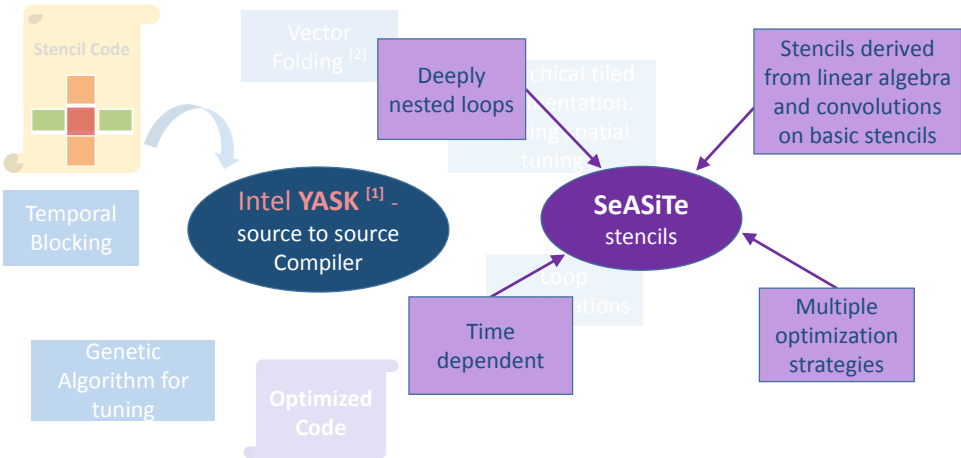 Stencil Code
Vector
Folding [2]
Deeply
nested loops
tiled
Stencils derived
from linear algebra
and convolutions
on basic stencils
spatial
Temporal
Blocking
Intel YASK [1] -
source to source
Compiler
SeASiTe
stencils
Loop
Time
dependent
Multiple
optimization
strategies
Genetic
Algorithm for
tuning
Optimized
Code